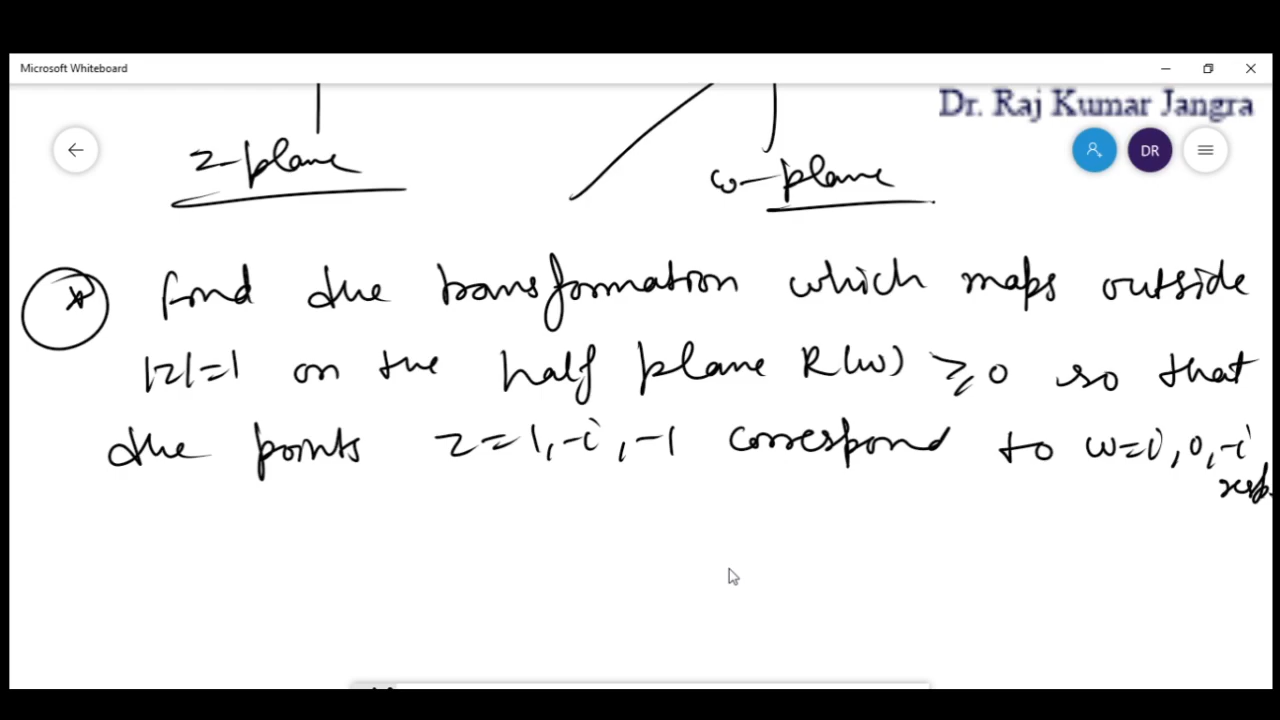 Microsoft Whiteboard
Dr. Raj Kumar Jangra
DR
z-plane
w-plane
Find the transformation which maps outside
|z|=1 on the half plane R(w) ≥ 0 so that
the points z=1, -i, -1 correspond to w=i, 0, -i
resp.